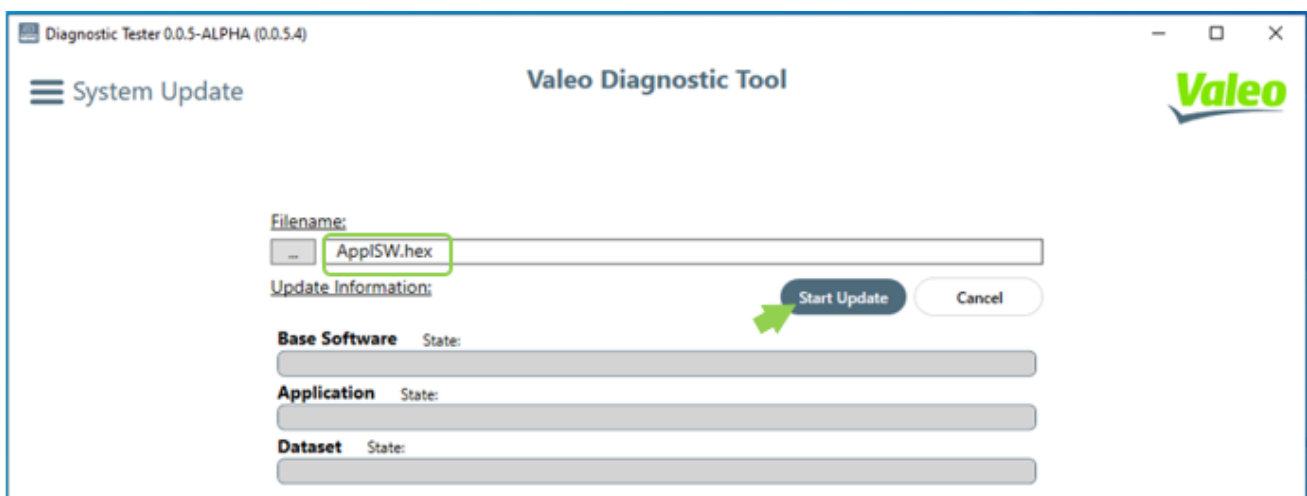 Diagnostic Tester 0.0.5-ALPHA (0.0.5.4)
System Update
Valeo Diagnostic Tool
Valeo
Filename:
... ApplSW.hex
Update Information:
Start Update
Cancel
Base Software State:
Application State:
Dataset State: